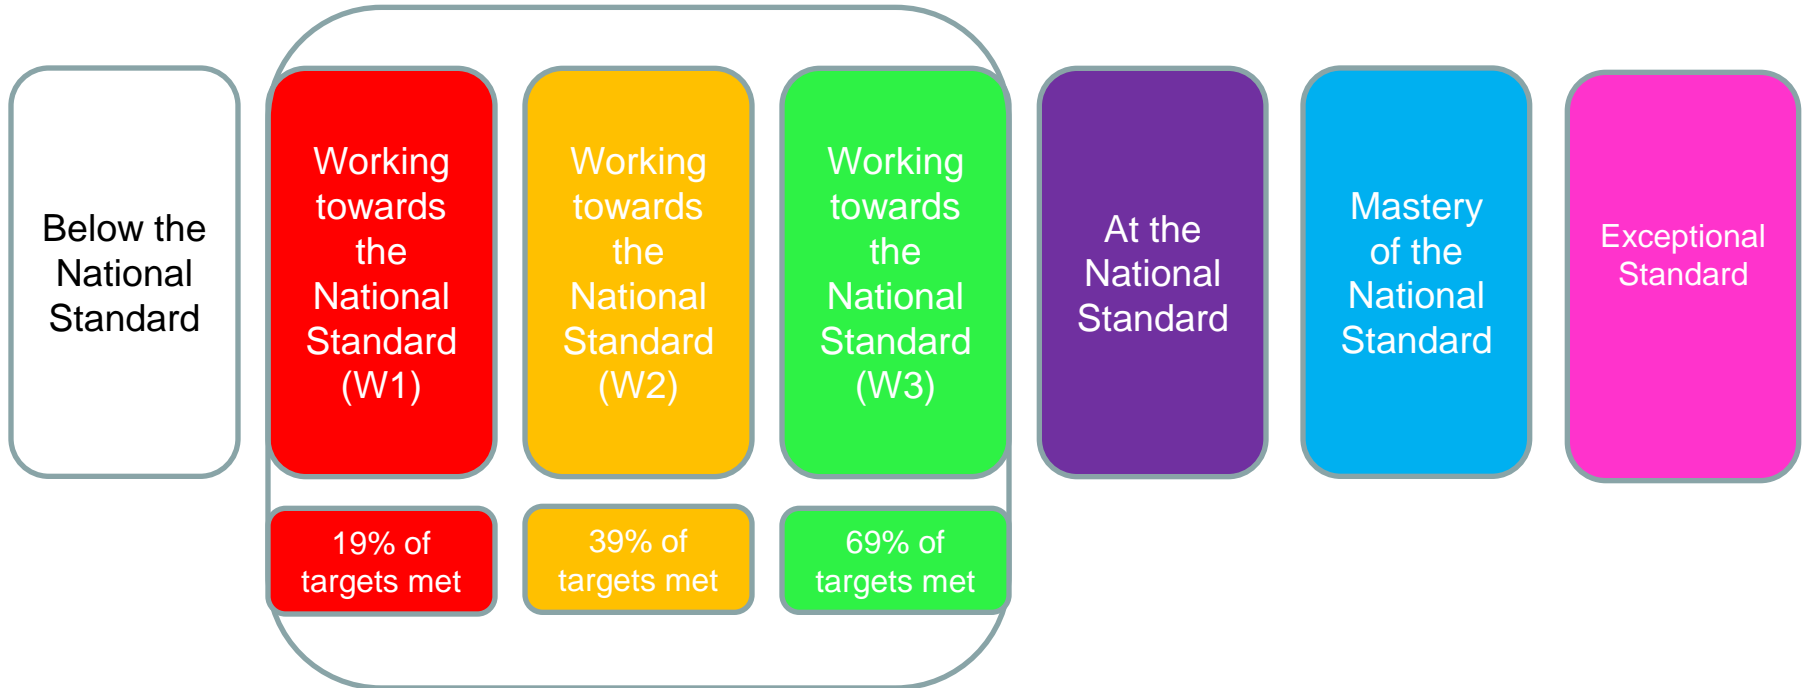 Below the
National
Standard
Working
towards
the
National
Standard
(W1)
Working
towards
the
National
Standard
(W2)
Working
towards
the
National
Standard
(W3)
At the
National
Standard
Mastery
of the
National
Standard
Exceptional
Standard
19% of
targets met
39% of
targets met
69% of
targets met